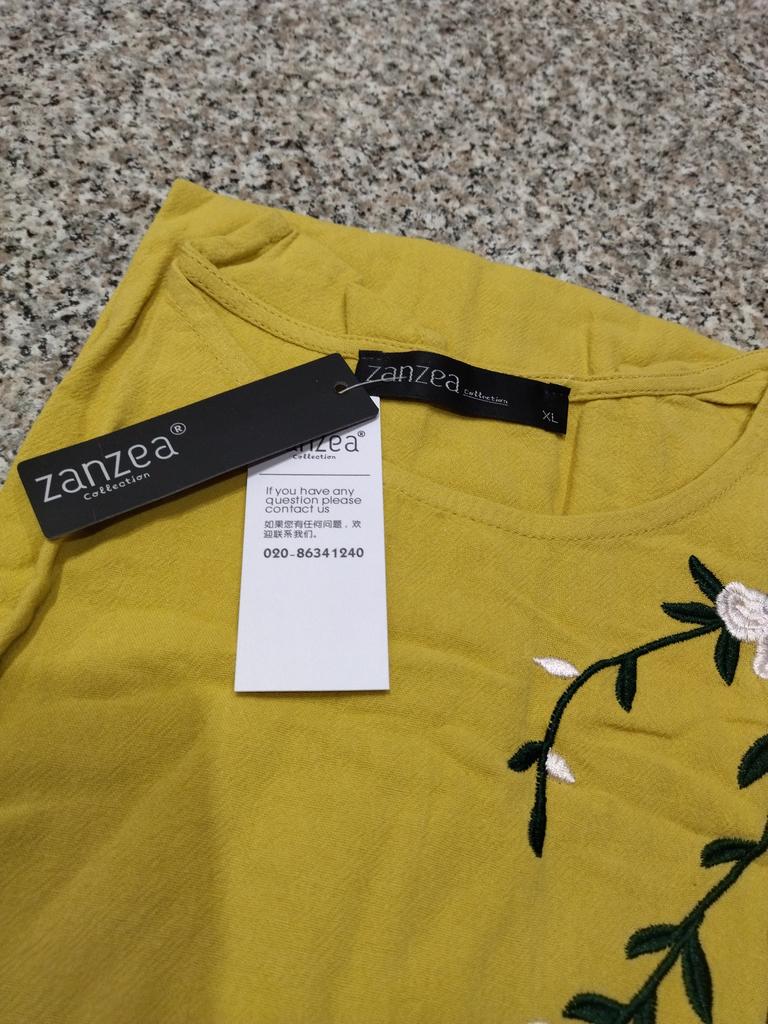 zanzea
Collection
XL
zanzea®
Collection
zanzea®
Collection
If you have any
question please
contact us
如果您有任何问题，欢
迎联系我们。
020-86341240